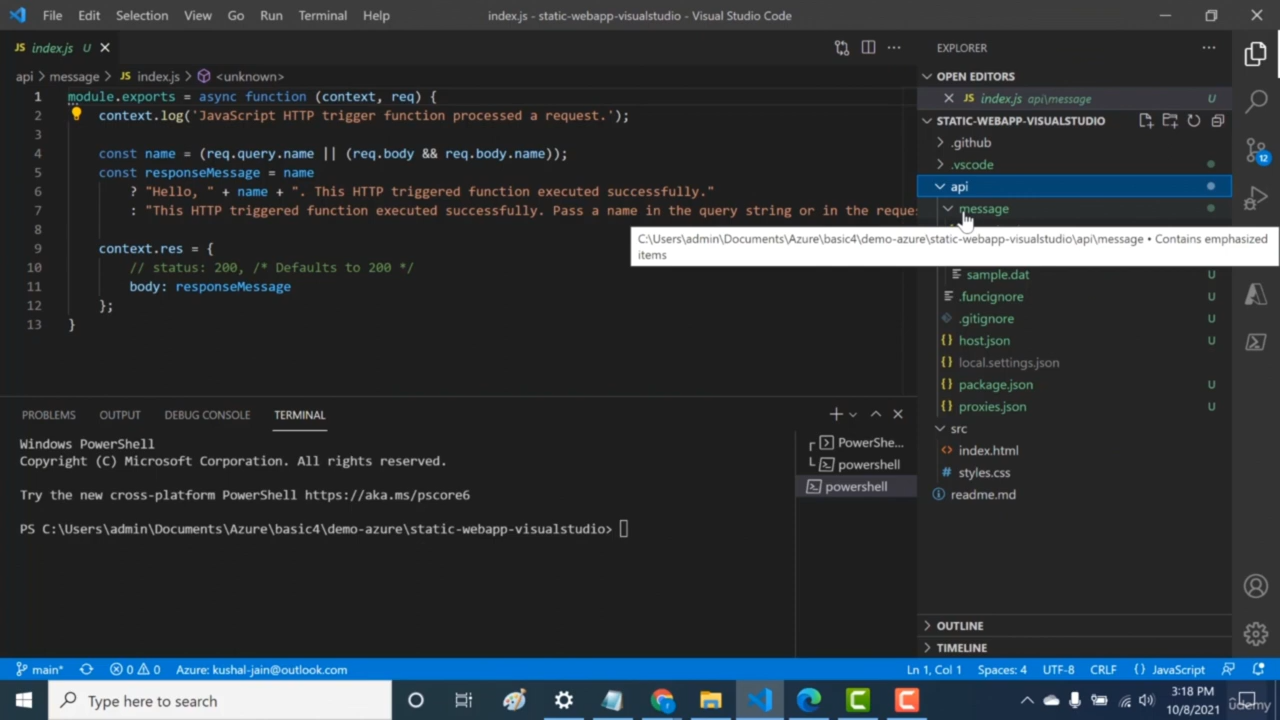 File Edit Selection View Go Run Terminal Help index.js - static-webapp-visualstudio - Visual Studio Code
JS index.js U
api > message > JS index.js > <unknown>
1 module.exports = async function (context, req) {
2 context.log('JavaScript HTTP trigger function processed a request.');
3
4 const name = (req.query.name || (req.body && req.body.name));
5 const responseMessage = name
6 ? "Hello, " + name + ". This HTTP triggered function executed successfully."
7 : "This HTTP triggered function executed successfully. Pass a name in the query string or in the reque
8
9 context.res = {
10 // status: 200, /* Defaults to 200 */
11 body: responseMessage
12 };
13 }
EXPLORER
OPEN EDITORS
JS index.js api\message U
STATIC-WEBAPP-VISUALSTUDIO
.github
.vscode
api
message
C:\Users\admin\Documents\Azure\basic4\demo-azure\static-webapp-visualstudio\api\message • Contains emphasized
items
sample.dat U
.funcignore U
.gitignore U
host.json U
local.settings.json
package.json U
proxies.json U
src
index.html
styles.css
readme.md
OUTLINE
TIMELINE
12
PROBLEMS OUTPUT DEBUG CONSOLE TERMINAL
Windows PowerShell
Copyright (C) Microsoft Corporation. All rights reserved.
Try the new cross-platform PowerShell https://aka.ms/pscore6
PS C:\Users\admin\Documents\Azure\basic4\demo-azure\static-webapp-visualstudio>
PowerShe...
powershell
powershell
main* 0 0 Azure: kushal-jain@outlook.com Ln 1, Col 1 Spaces: 4 UTF-8 CRLF {} JavaScript
Type here to search
3:18 PM
10/8/2021
udemy